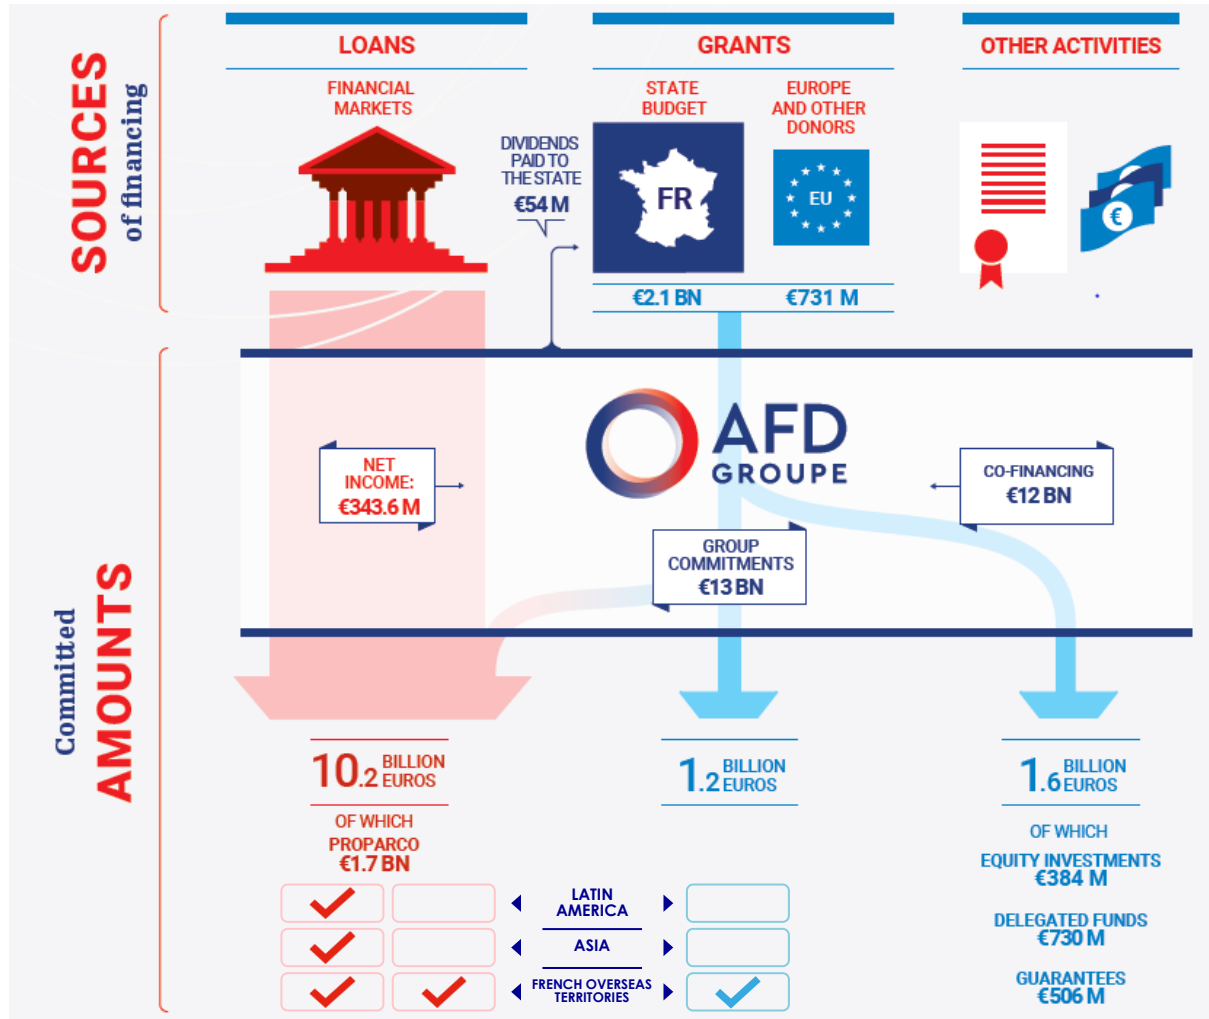 SOURCES
of financing
LOANS
FINANCIAL
MARKETS
DIVIDENDS
PAID TO
THE STATE
€54 M
GRANTS
STATE
BUDGET
FR
€2.1 BN
EUROPE
AND OTHER
DONORS
EU
€731 M
OTHER ACTIVITIES
€
Committed
AMOUNTS
NET
INCOME:
€343.6 M
AFD
GROUPE
GROUP
COMMITMENTS
€13 BN
CO-FINANCING
€12 BN
10.2 BILLION
EUROS
OF WHICH
PROPARCO
€1.7 BN
1.2 BILLION
EUROS
1.6 BILLION
EUROS
OF WHICH
EQUITY INVESTMENTS
€384 M
DELEGATED FUNDS
€730 M
GUARANTEES
€506 M
LATIN
AMERICA
ASIA
FRENCH OVERSEAS
TERRITORIES